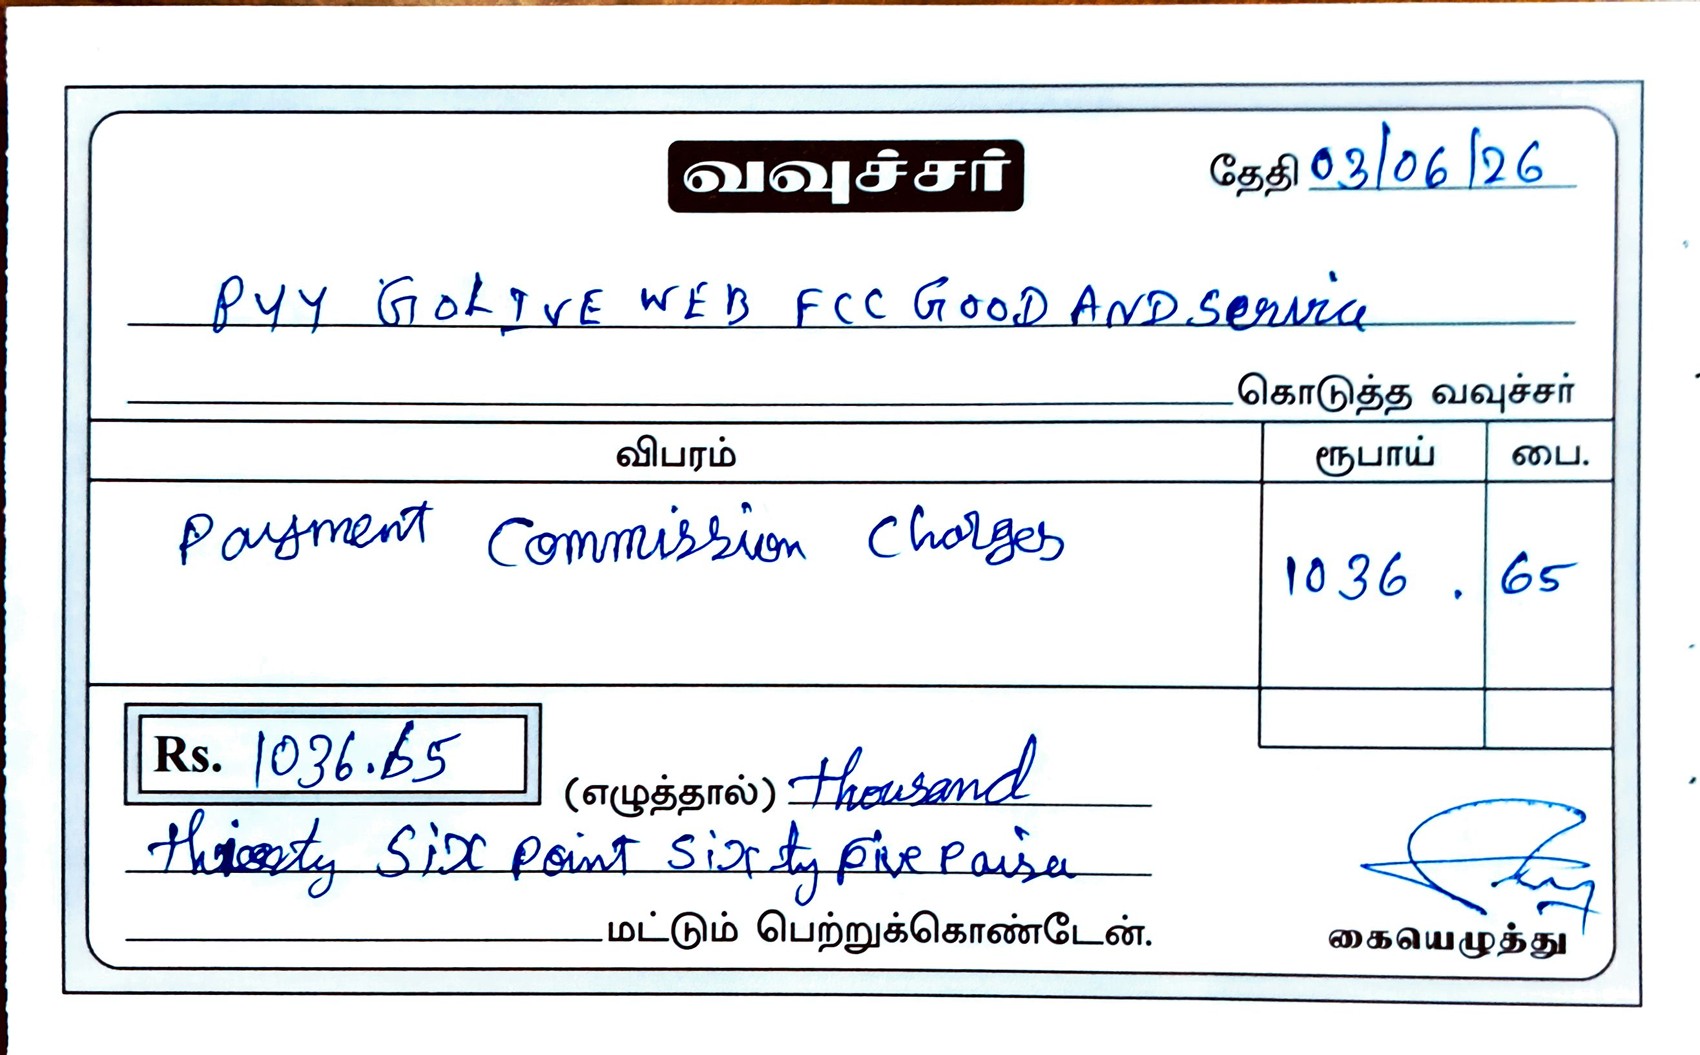 வவுச்சர்
தேதி 03/06/26
PYY GOLIVE WEB FCC GOOD AND Service
கொடுத்த வவுச்சர்
விபரம் ரூபாய் பை.
Payment Commission Charges 1036 . 65
Rs. 1036.65 (எழுத்தால்) thousand
thirty Six Point Sixty Five Paisa
மட்டும் பெற்றுக்கொண்டேன்.
கையெழுத்து